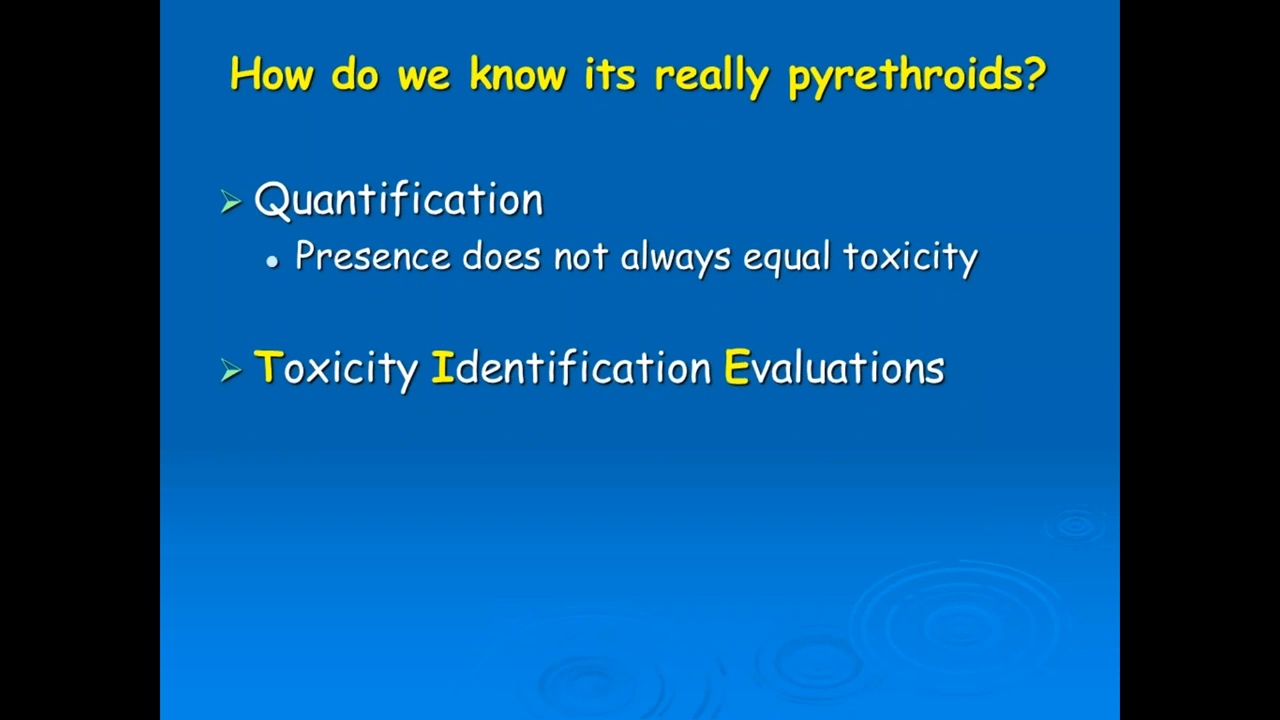 How do we know its really pyrethroids?
Quantification
Presence does not always equal toxicity
Toxicity Identification Evaluations